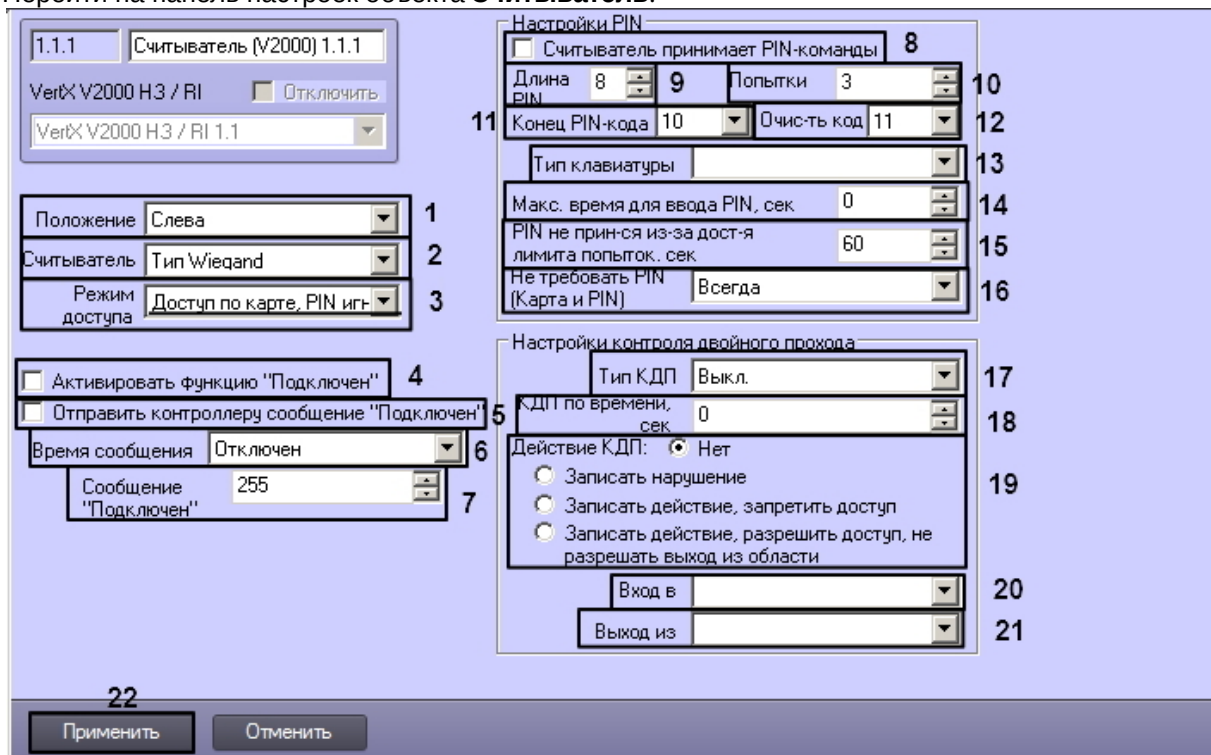 Перейти на панель настроек объекта Считыватель.
1.1.1 Считыватель (V2000) 1.1.1
VertX V2000 H3 / RI Отключить
VertX V2000 H3 / RI 1.1
Положение Слева 1
Считыватель Тип Wiegand 2
Режим доступа Доступ по карте, PIN игн 3
Активировать функцию "Подключен" 4
Отправить контроллеру сообщение "Подключен" 5
Время сообщения Отключен 6
Сообщение "Подключен" 255 7
Настройки PIN
Считыватель принимает PIN-команды 8
Длина PIN 8 9 Попытки 3 10
11 Конец PIN-кода 10 Очис-ть код 11 12
Тип клавиатуры 13
Макс. время для ввода PIN, сек 0 14
PIN не прин-ся из-за дост-я
лимита попыток. сек 60 15
Не требовать PIN
(Карта и PIN) Всегда 16
Настройки контроля двойного прохода
Тип КДП Выкл. 17
КДП по времени, сек 0 18
Действие КДП: Нет
Записать нарушение 19
Записать действие, запретить доступ
Записать действие, разрешить доступ, не
разрешать выход из области
Вход в 20
Выход из 21
22
Применить Отменить